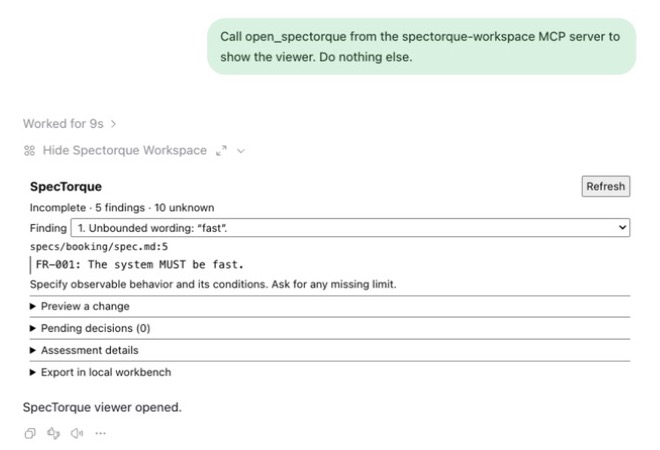 Call open_spectorque from the spectorque-workspace MCP server to
show the viewer. Do nothing else.
Worked for 9s >
Hide Spectorque Workspace
SpecTorque
Refresh
Incomplete · 5 findings · 10 unknown
Finding 1. Unbounded wording: “fast”.
specs/booking/spec.md:5
FR-001: The system MUST be fast.
Specify observable behavior and its conditions. Ask for any missing limit.
▶ Preview a change
▶ Pending decisions (0)
▶ Assessment details
▶ Export in local workbench
SpecTorque viewer opened.